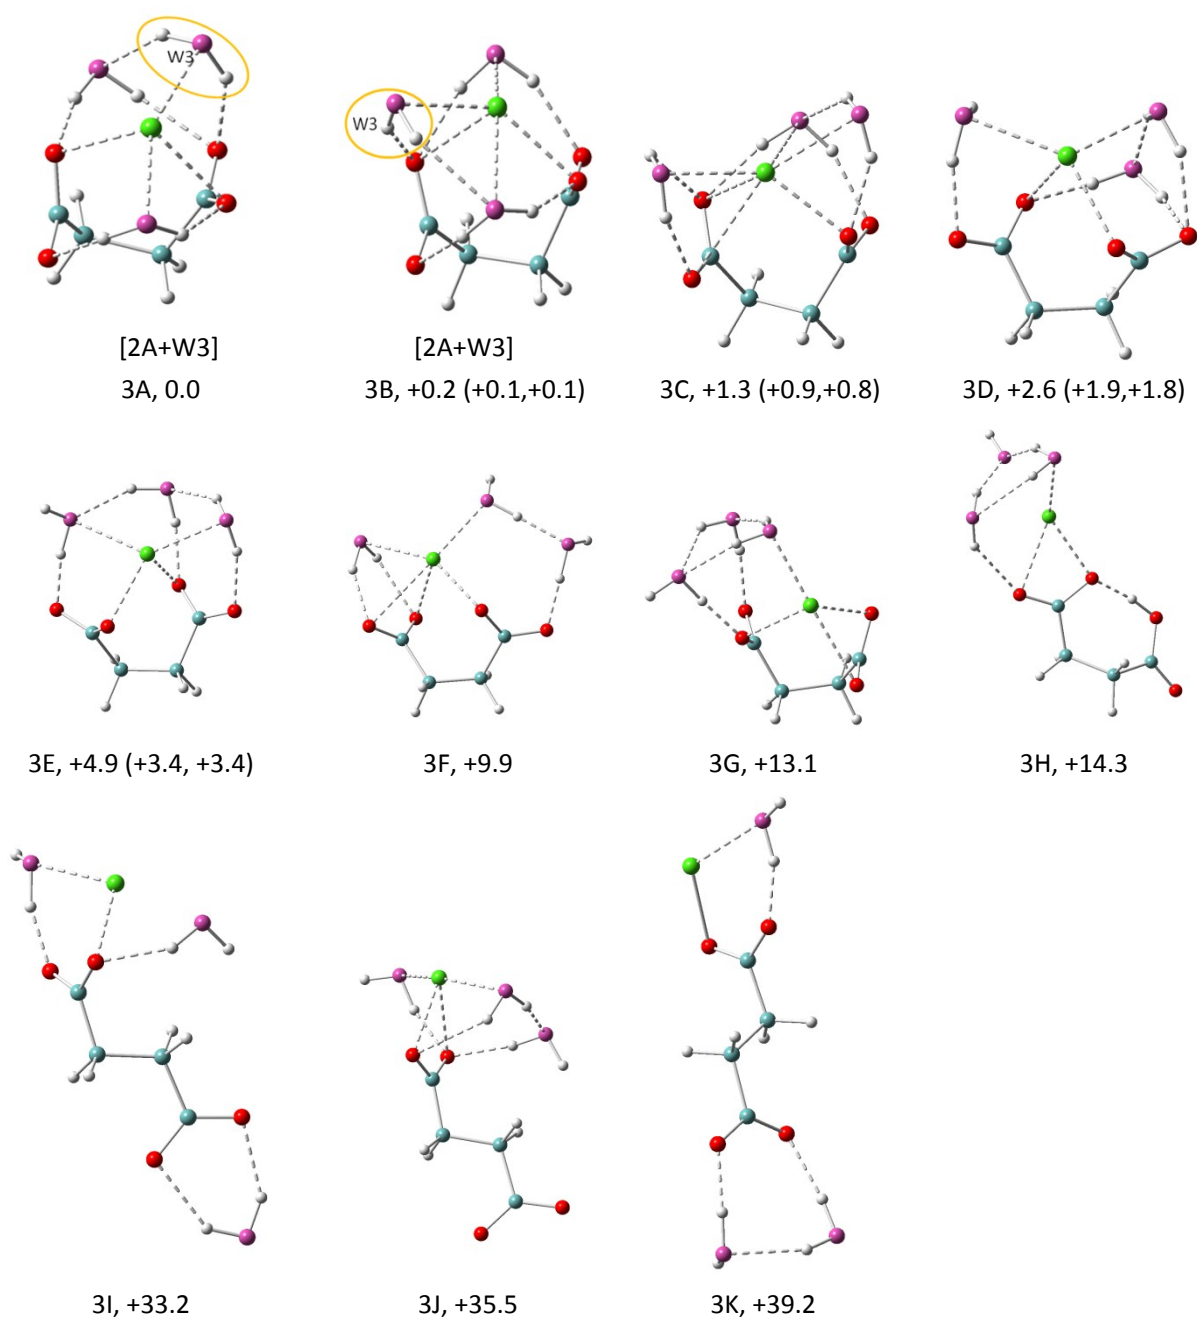 W3
W3
[2A+W3]
[2A+W3]
3A, 0.0
3B, +0.2 (+0.1,+0.1)
3C, +1.3 (+0.9,+0.8)
3D, +2.6 (+1.9,+1.8)
3E, +4.9 (+3.4, +3.4)
3F, +9.9
3G, +13.1
3H, +14.3
3I, +33.2
3J, +35.5
3K, +39.2